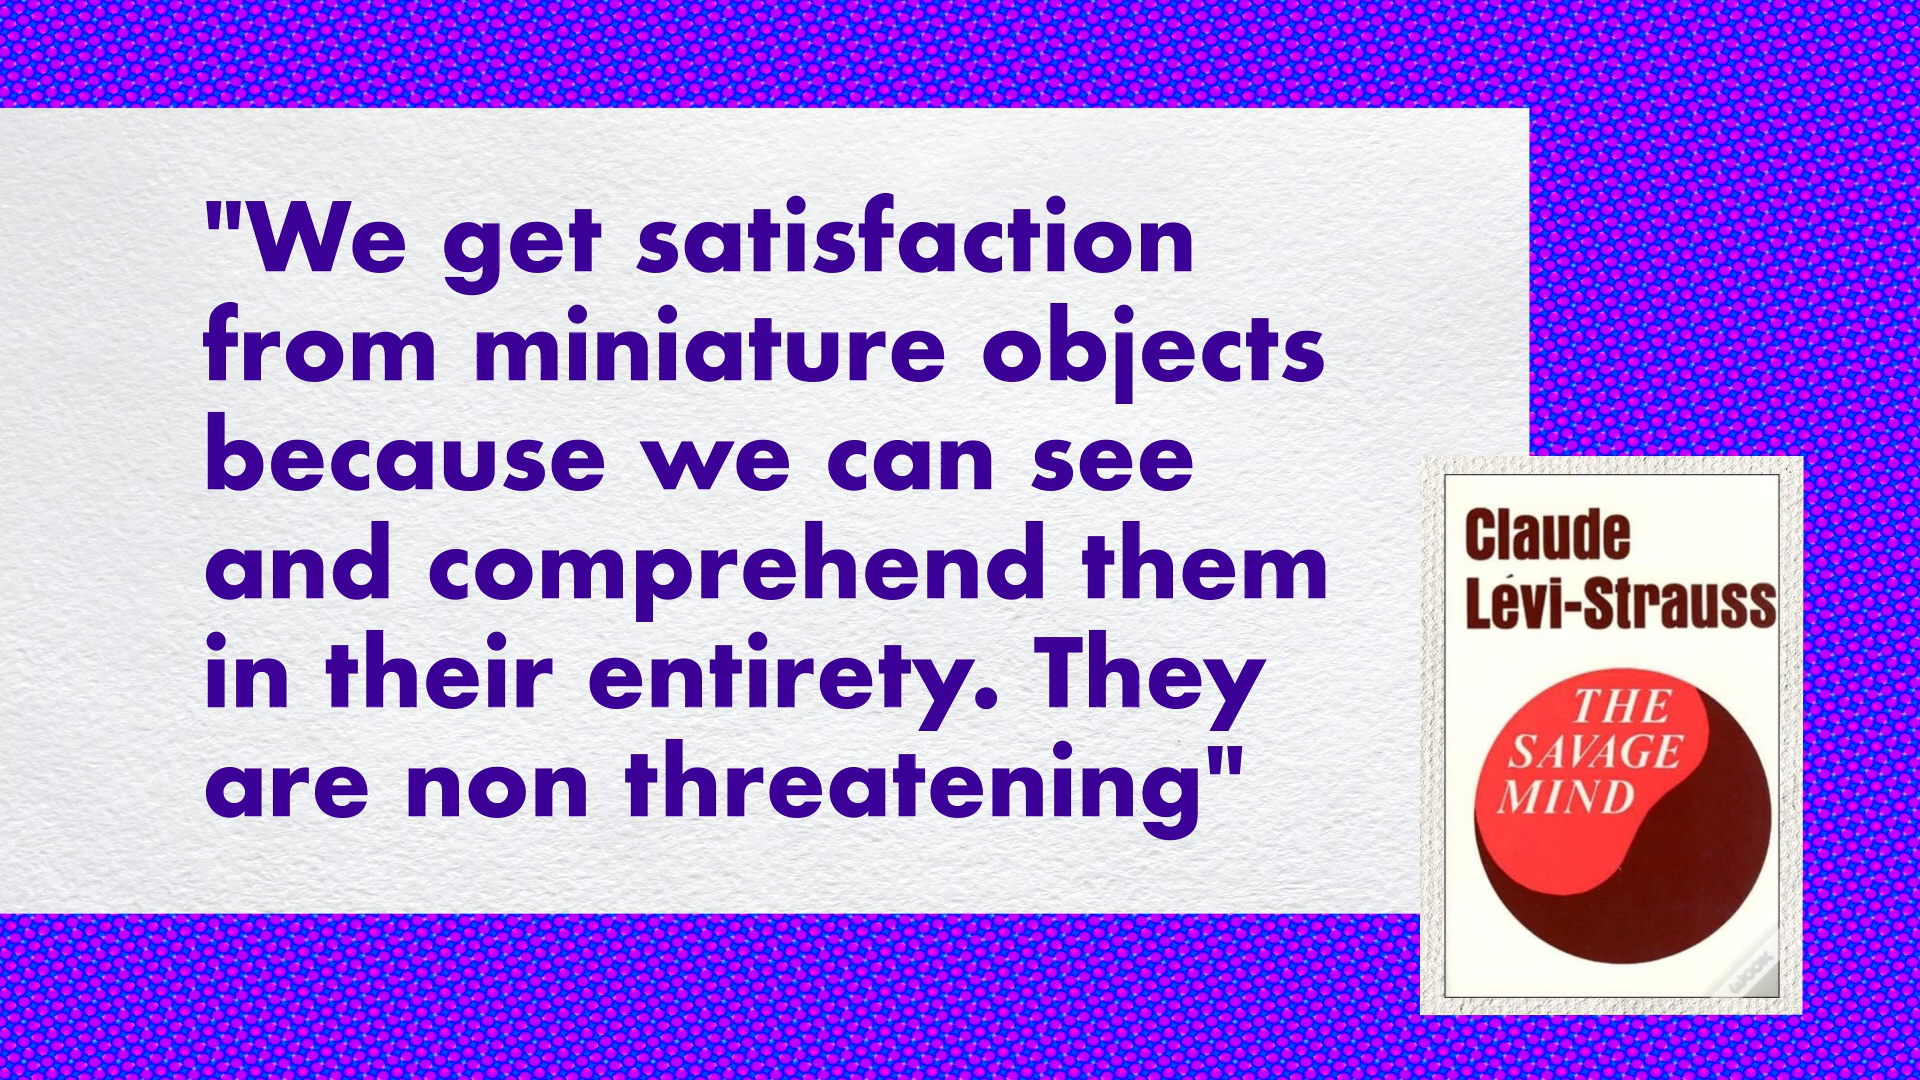 "We get satisfaction
from miniature objects
because we can see
and comprehend them
in their entirety. They
are non threatening"
Claude
Lévi-Strauss
THE
SAVAGE
MIND
WOOK